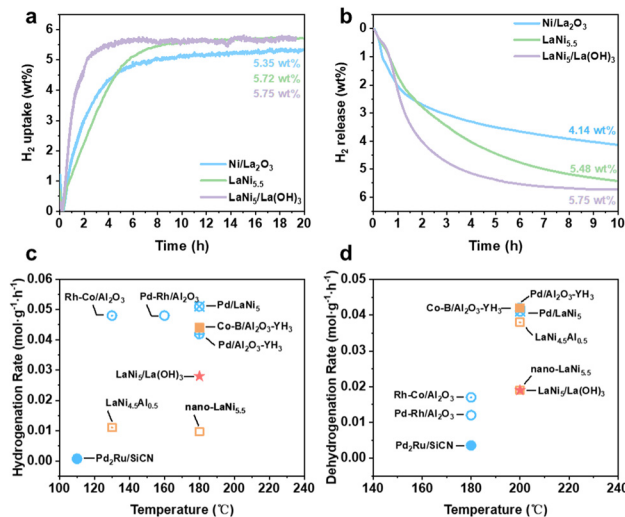 a
H₂ uptake (wt%)
6
5
4
3
2
1
0
5.35 wt%
5.72 wt%
5.75 wt%
Ni/La₂O₃
LaNi₅.₅
LaNi₅/La(OH)₃
0 2 4 6 8 10 12 14 16 18 20
Time (h)
b
H₂ release (wt%)
0
1
2
3
4
5
6
Ni/La₂O₃
LaNi₅.₅
LaNi₅/La(OH)₃
4.14 wt%
5.48 wt%
5.75 wt%
0 1 2 3 4 5 6 7 8 9 10
Time (h)
c
Hydrogenation Rate (mol·g⁻¹·h⁻¹)
0.06
0.05
0.04
0.03
0.02
0.01
0.00
Rh-Co/Al₂O₃
Pd-Rh/Al₂O₃
Pd/LaNi₅
Co-B/Al₂O₃-YH₃
Pd/Al₂O₃-YH₃
LaNi₅/La(OH)₃
LaNi₄.₅Al₀.₅
nano-LaNi₅.₅
Pd₂Ru/SiCN
100 120 140 160 180 200 220 240
Temperature (℃)
d
Dehydrogenation Rate (mol·g⁻¹·h⁻¹)
0.05
0.04
0.03
0.02
0.01
0.00
Pd/Al₂O₃-YH₃
Co-B/Al₂O₃-YH₃
Pd/LaNi₅
LaNi₄.₅Al₀.₅
nano-LaNi₅.₅
Rh-Co/Al₂O₃
LaNi₅/La(OH)₃
Pd-Rh/Al₂O₃
Pd₂Ru/SiCN
140 160 180 200 220 240
Temperature (℃)